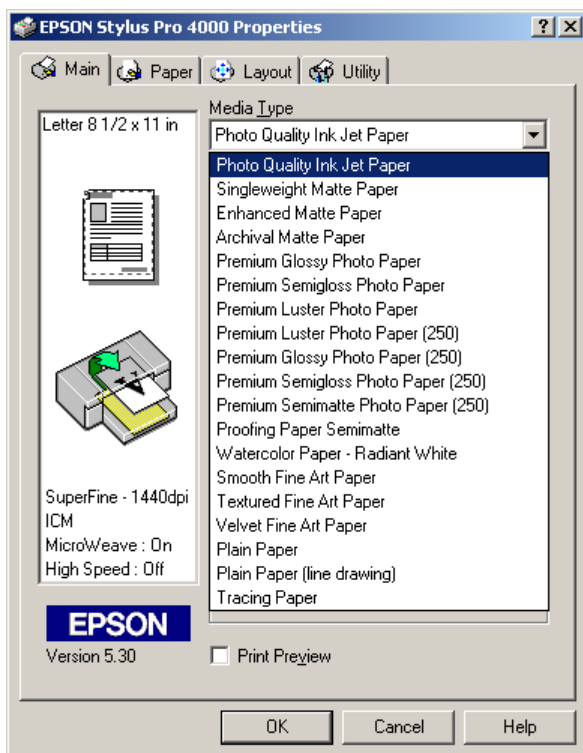 EPSON Stylus Pro 4000 Properties
Main
Paper
Layout
Utility
Letter 8 1/2 x 11 in
Media Type
Photo Quality Ink Jet Paper
Photo Quality Ink Jet Paper
Singleweight Matte Paper
Enhanced Matte Paper
Archival Matte Paper
Premium Glossy Photo Paper
Premium Semigloss Photo Paper
Premium Luster Photo Paper
Premium Luster Photo Paper (250)
Premium Glossy Photo Paper (250)
Premium Semigloss Photo Paper (250)
Premium Semimatte Photo Paper (250)
Proofing Paper Semimatte
Watercolor Paper - Radiant White
Smooth Fine Art Paper
Textured Fine Art Paper
Velvet Fine Art Paper
Plain Paper
Plain Paper (line drawing)
Tracing Paper
SuperFine - 1440dpi
ICM
MicroWeave : On
High Speed : Off
EPSON
Version 5.30
Print Preview
OK
Cancel
Help